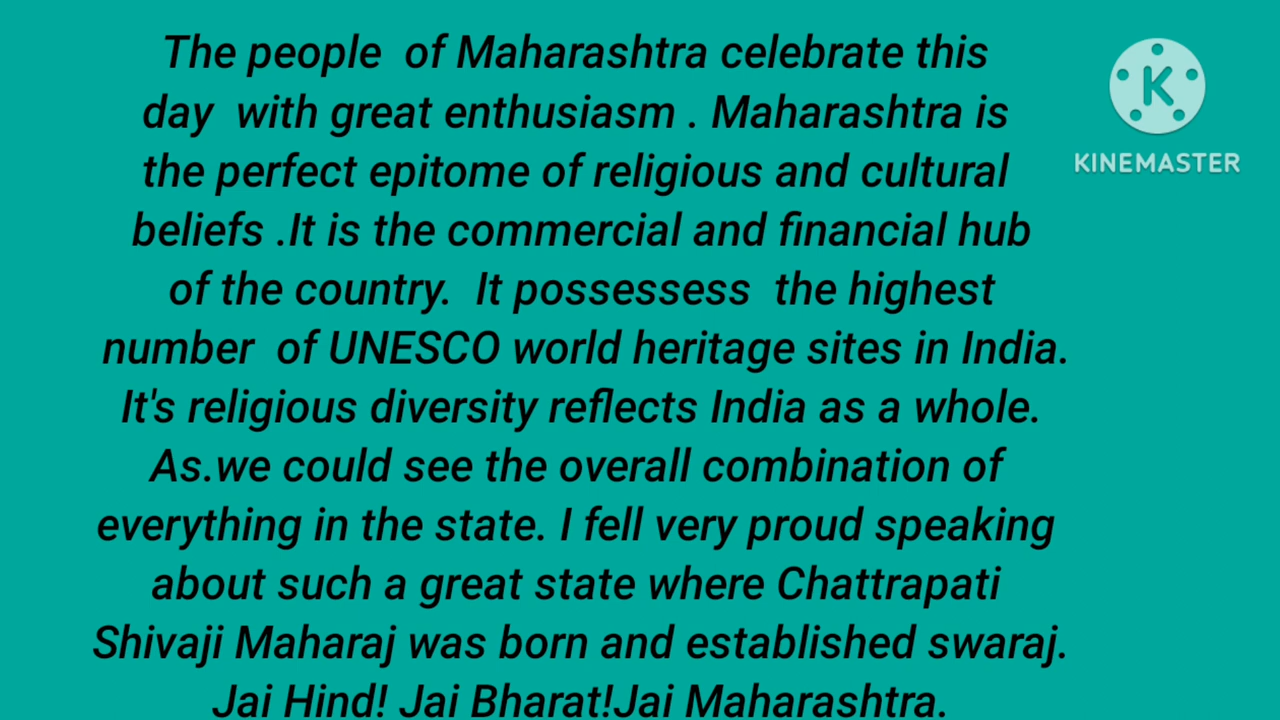 The people  of Maharashtra celebrate this
day  with great enthusiasm . Maharashtra is
the perfect epitome of religious and cultural
beliefs .It is the commercial and financial hub
of the country.  It possessess  the highest
number  of UNESCO world heritage sites in India.
It's religious diversity reflects India as a whole.
As.we could see the overall combination of
everything in the state. I fell very proud speaking
about such a great state where Chattrapati
Shivaji Maharaj was born and established swaraj.
Jai Hind! Jai Bharat!Jai Maharashtra.
K
KINEMASTER